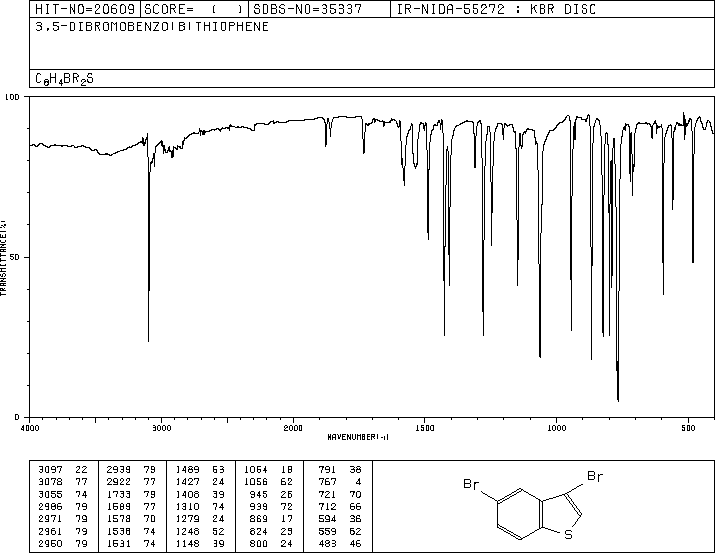 HIT-NO=20609 SCORE= ( ) SDBS-NO=35337 IR-NIDA-55272 : KBR DISC
3,5-DIBROMOBENZO(B)THIOPHENE
C8H4BR2S
100
50
0
TRANSMITTANCE(%)
4000 3000 2000 1500 1000 500
WAVENUMBER(-1)
3097 22 2939 79 1489 53 1064 18 791 38
3078 77 2922 77 1427 24 1056 62 767 4
3055 74 1733 79 1408 39 945 26 721 70
2986 79 1589 77 1310 74 939 72 712 66
2971 79 1578 70 1279 24 869 17 594 36
2961 79 1538 74 1248 52 824 25 559 62
2950 79 1531 74 1148 39 800 24 483 46
Br
Br
S